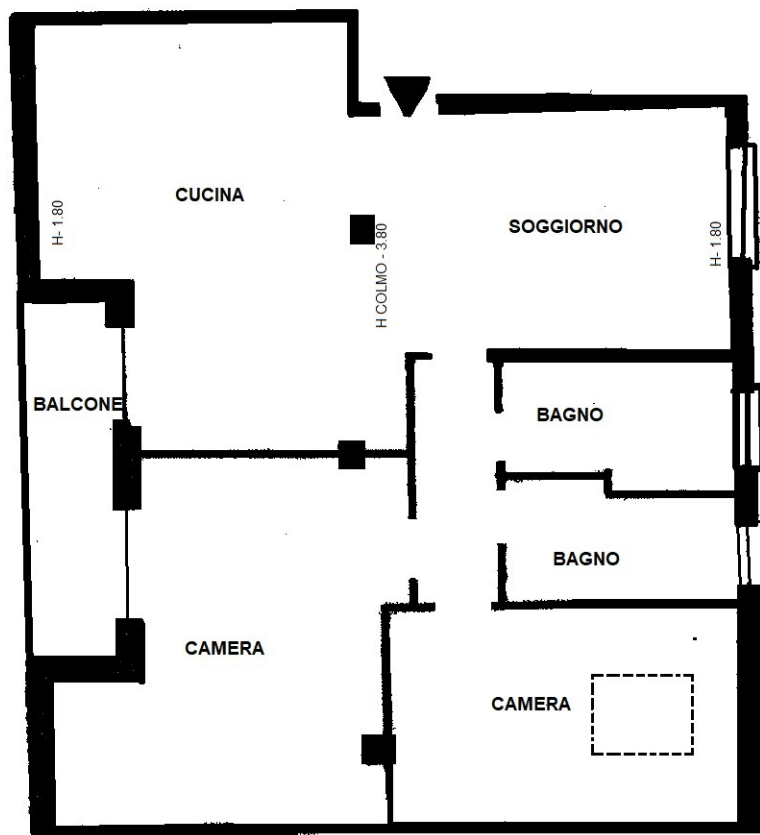 CUCINA
H- 1.80
SOGGIORNO
H COLMO - 3.80
H- 1.80
BALCONE
BAGNO
BAGNO
CAMERA
CAMERA